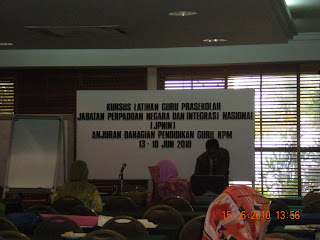 KURSUS LATIHAN GURU PRASEKOLAH
JABATAN PERPADUAN NEGARA DAN INTEGRASI NASIONAL
(JPNIN)
ANJURAN BAHAGIAN PENDIDIKAN GURU KPM
13 - 18 JUN 2010
15 06 2010 13:56